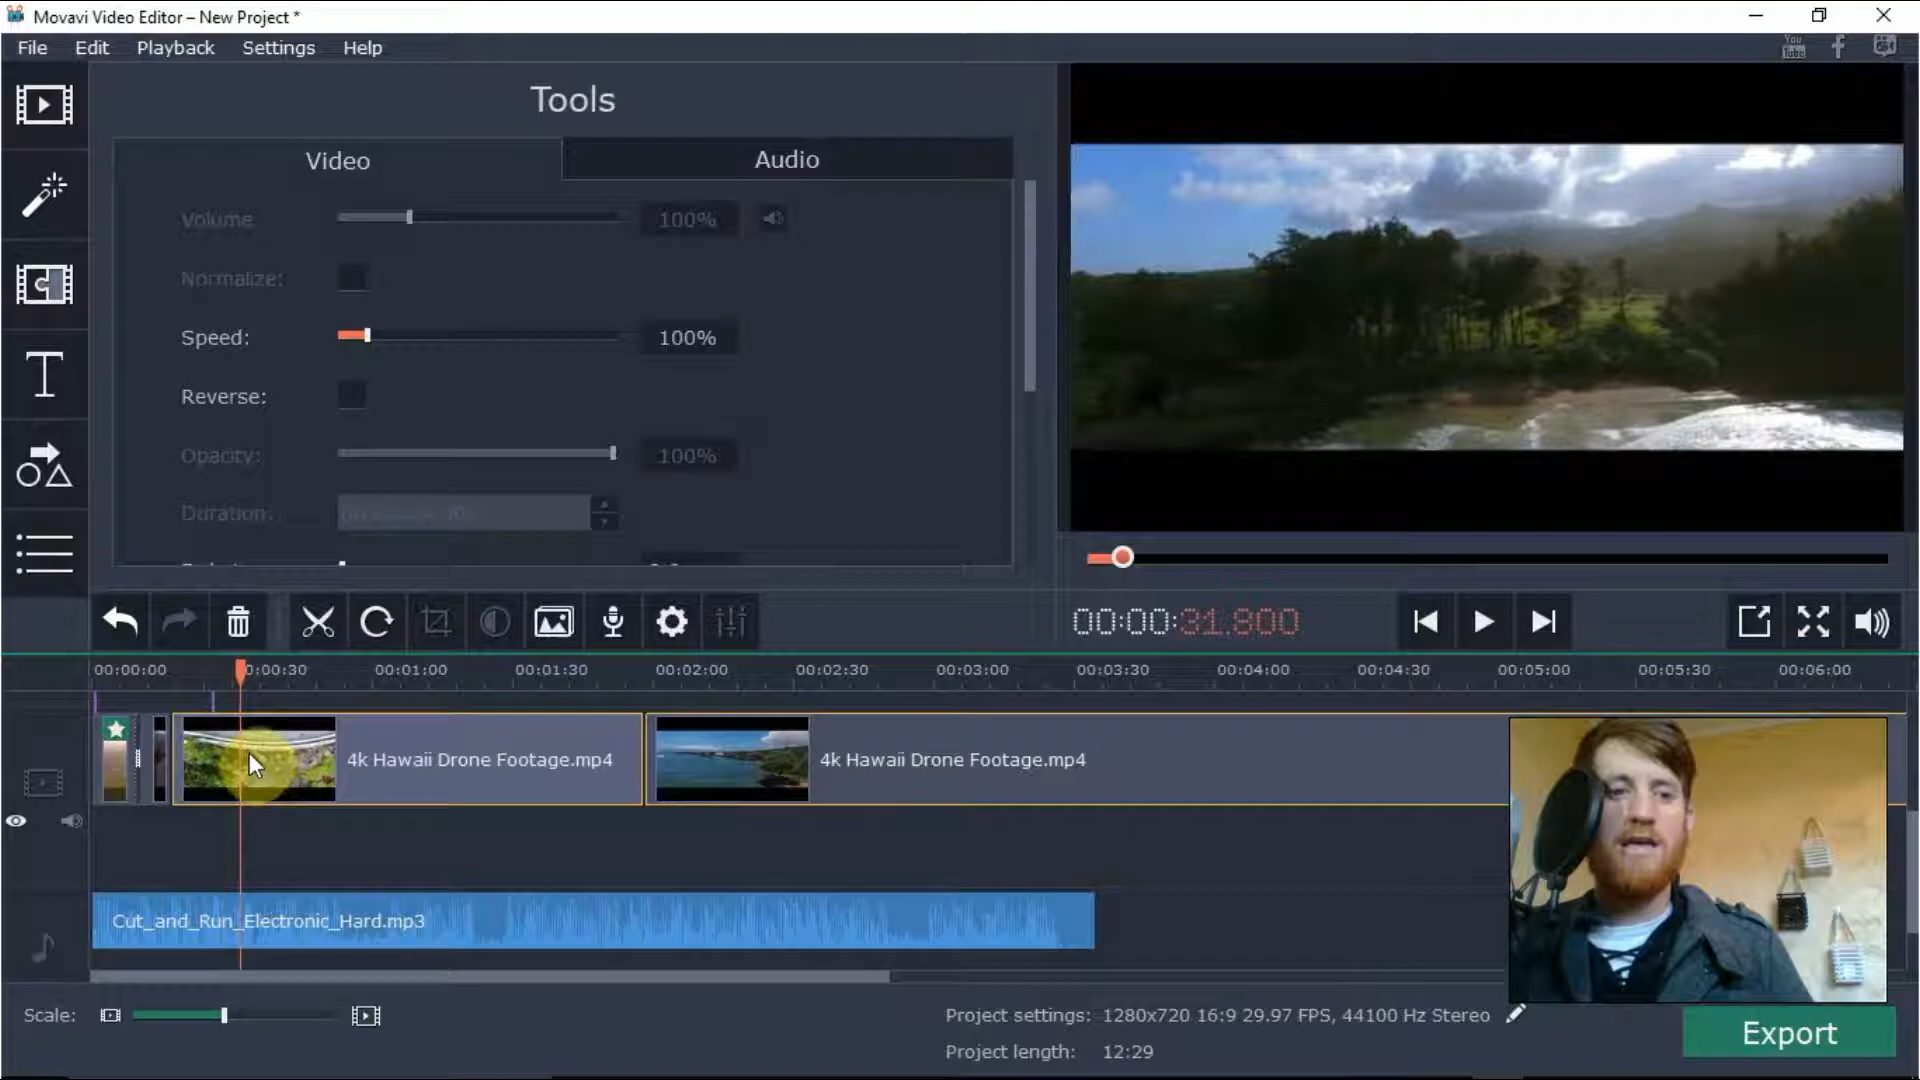 Movavi Video Editor – New Project *
File Edit Playback Settings Help
You
Tube
Tools
Video Audio
Volume 100%
Normalize:
Speed: 100%
Reverse:
Opacity: 100%
Duration:
00:00:31.800
00:00:00 0:00:30 00:01:00 00:01:30 00:02:00 00:02:30 00:03:00 00:03:30 00:04:00 00:04:30 00:05:00 00:05:30 00:06:00
4k Hawaii Drone Footage.mp4 4k Hawaii Drone Footage.mp4
Cut_and_Run_Electronic_Hard.mp3
Scale:
Project settings: 1280x720 16:9 29.97 FPS, 44100 Hz Stereo
Project length: 12:29
Export